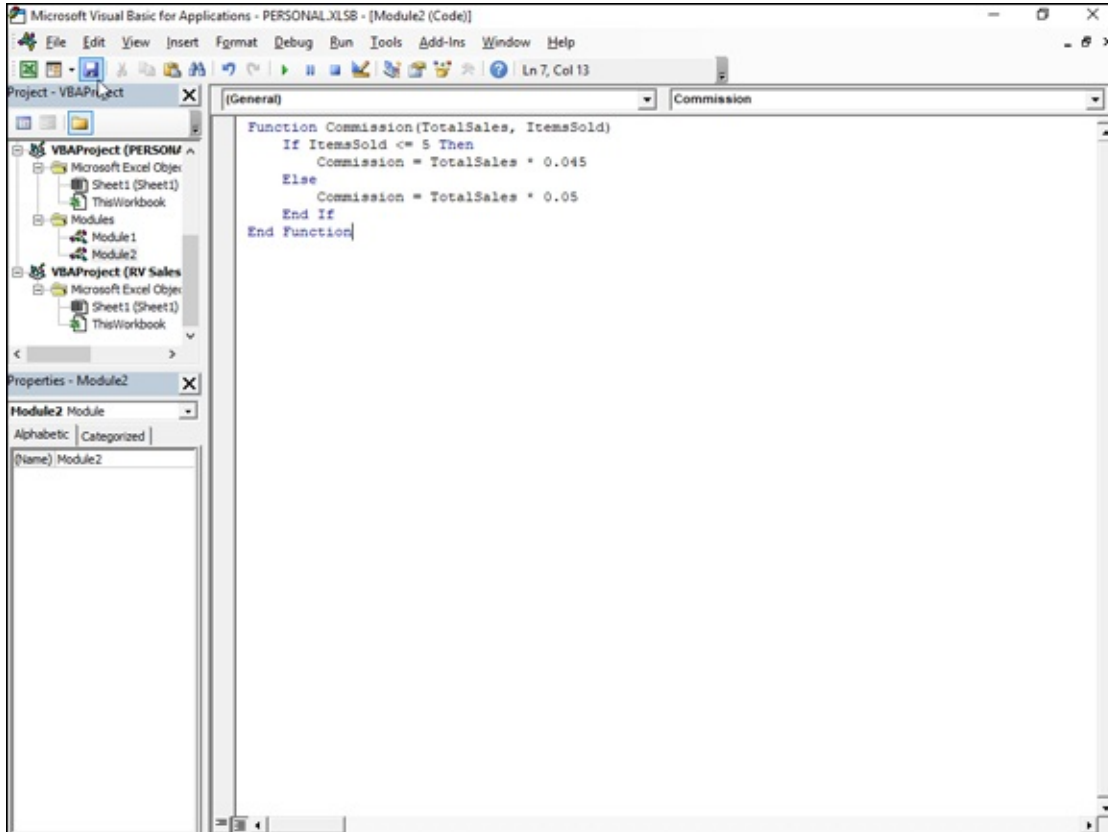 Microsoft Visual Basic for Applications - PERSONAL.XLSB - [Module2 (Code)]
File Edit View Insert Format Debug Run Tools Add-Ins Window Help
Ln 7, Col 13
Project - VBAProject
(General) Commission
VBAProject (PERSONA
Microsoft Excel Objec
Sheet1 (Sheet1)
ThisWorkbook
Modules
Module1
Module2
VBAProject (RV Sales
Microsoft Excel Objec
Sheet1 (Sheet1)
ThisWorkbook
Properties - Module2
Module2 Module
Alphabetic Categorized
(Name) Module2
Function Commission(TotalSales, ItemsSold)
If ItemsSold <= 5 Then
Commission = TotalSales * 0.045
Else
Commission = TotalSales * 0.05
End If
End Function